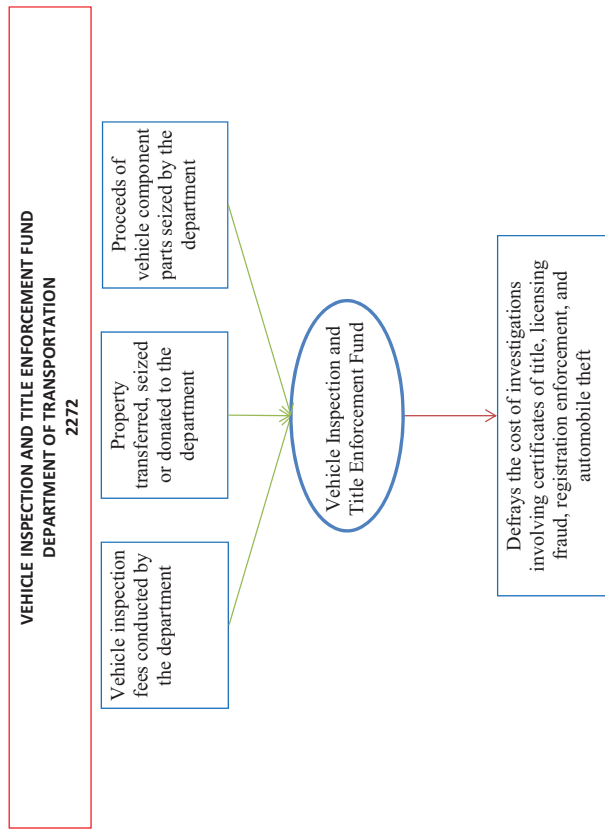 VEHICLE INSPECTION AND TITLE ENFORCEMENT FUND
DEPARTMENT OF TRANSPORTATION
2272
Vehicle inspection
fees conducted by
the department
Property
transferred, seized
or donated to the
department
Proceeds of
vehicle component
parts seized by the
department
Vehicle Inspection and
Title Enforcement Fund
Defrays the cost of investigations
involving certificates of title, licensing
fraud, registration enforcement, and
automobile theft